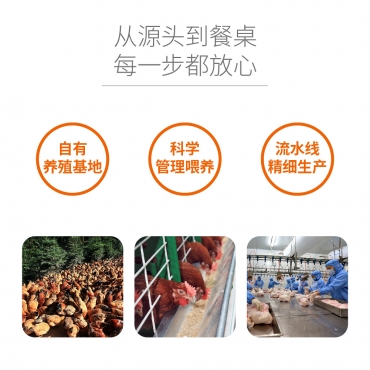 从源头到餐桌
每一步都放心
自有
养殖基地
科学
管理喂养
流水线
精细生产